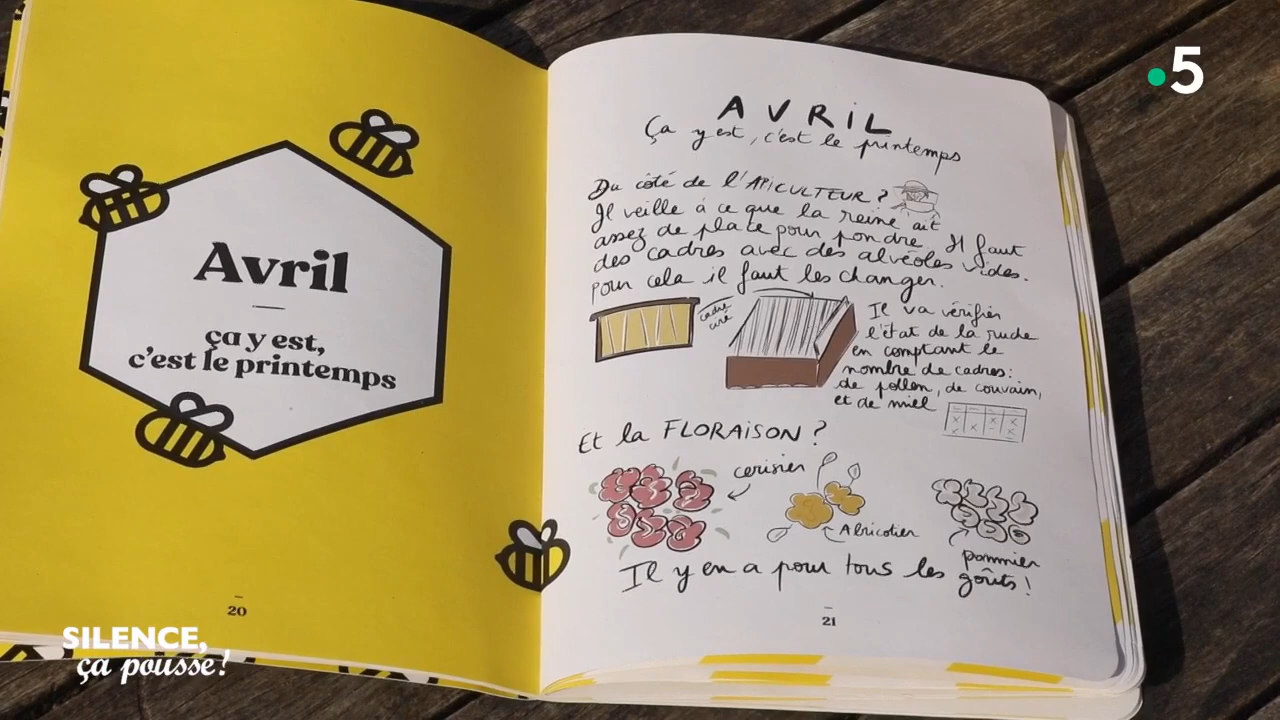 Avril
ça y est,
c'est le printemps
20
AVRiL
Ça y est, c'est le printemps
Du côté de l'APiCULTEUR ?
Il veille à ce que la reine ait
assez de place pour pondre. Il faut
des cadres avec des alvéoles vides.
pour cela il faut les changer.
cadre
ciré
Il va vérifier
l'état de la ruche
en comptant le
nombre de cadres:
de pollen, de couvain,
et de miel
Et la FLORAiSON ?
cerisier
Abricotier
pommier
Il y en a pour tous les goûts !
21
5
SILENCE,
ça pousse!